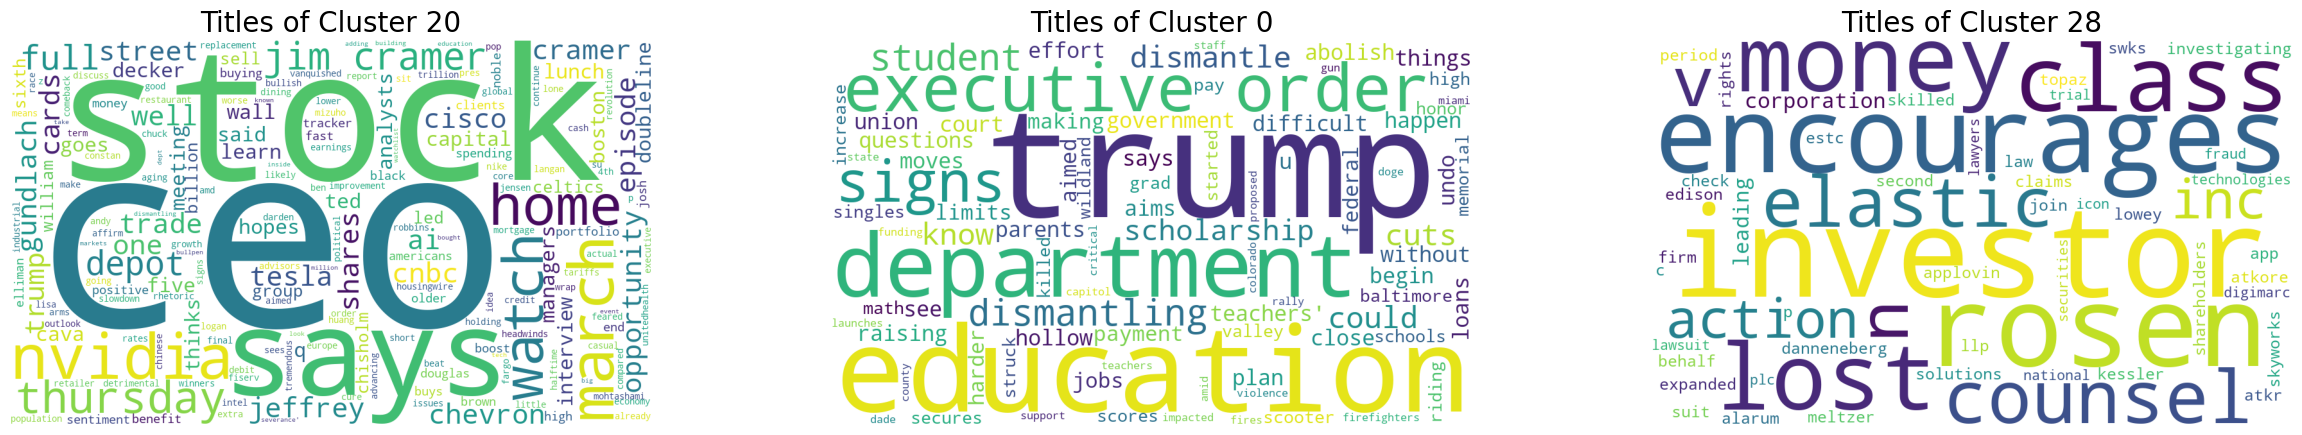 Titles of Cluster 20
full street replacement sell jim cramer adding building education pop cramer
decker buying vanquished noble lunch
stock
ceo
says
home
watch
march
nvidia
thursday
jeffrey
chevron
depot
trade
well
one
cards
gundlach
trump
william
sixth
race
comeback
means
discuss
good
money
restaurant
wall
said
learn
goes
term
chuck
take
constan
dept
aging
make
meeting
billion
amd
inside
tracker
fast
earnings
mizuho
lower
report
bullish
dining
worse
known
black
likely
analysts
sit
trillion
pres
clients
cisco
capital
spending
global
lone
cash
continue
revolution
boston
doubleline
episode
celtics
josh
langan
nike
core
jensen
ben
improvement
ted
led
ai
cnbc
robbins
bought
americans
older
housingwire
hopes
darden
tesla
group
advisors
million
aimed
political
shares
mortgage
managers
portfolio
tariffs
opportunity
interview
actual
wrap
idea
credit
end
feared
holding
headwinds
high
event
casual
compared
economy
unitedhealth
executive
mohtashami
already
big
little
halftime
fargo
boost
beat
douglas
buys
brown
issues
advancing
short
order
huang
europe
look
sees
q
chisholm
tremendous
cure
final
logan
thinks
rates
chinese
cava
outlook
arms
lisa
elliman
industrial
positive
slowdown
rhetoric
signs
growth
markets
bullpen
going
andy
affirm
dismantling
five
retailer
detrimental
winners
debit
fiserv
intel
extra
population
sentiment
benefit
severance'
watchlist
4th
su
p
Titles of Cluster 0
student effort staff dismantle abolish things
executive order
gun
pay
high
miami
honor
increase
union
court
making
government
difficult
happen
questions
state
moves
trump
says
u
signs
grad
aimed
wildland
started
federal
doge
undo
memorial
singles
limits
aims
proposed
funding
know
parents
scholarship
cuts
without
department
killed
critical
colorado
begin
math
see
capitol
baltimore
loans
dismantling
rally
teachers'
could
launches
raising
hollow
payment
valley
close
schools
education
county
harder
struck
jobs
teachers
amid
plan
violence
riding
dade
secures
support
scores
impacted
fires
scooter
firefighters
Titles of Cluster 28
period
v
rights
money
class
swks
investigating
topaz
corporation
skilled
trial
encourages
estc
lawyers
law
fraud
check
second
claims
technologies
edison
leading
elastic
join
icon
lowey
inc
investor
firm
c
applovin
securities
shareholders
app
atkore
digimarc
action
n
p
rosen
lawsuit
behalf
danneberg
llp
skyworks
lost
expanded
plc
solutions
national
kessler
suit
alarum
meltzer
counsel
atkr